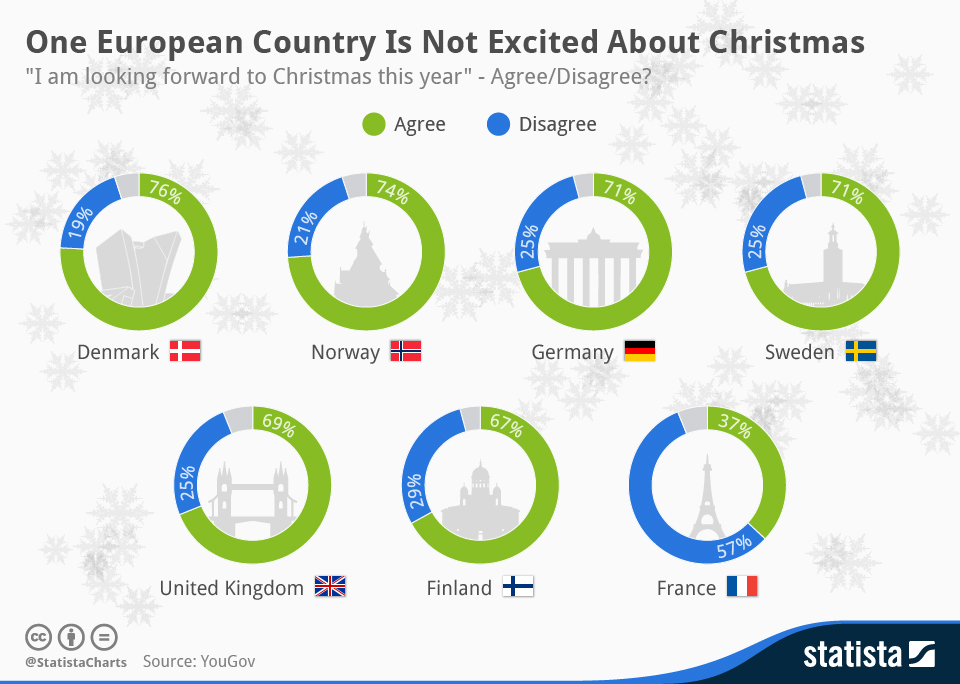 One European Country Is Not Excited About Christmas
"I am looking forward to Christmas this year" - Agree/Disagree?
Agree Disagree
76% 19% 74% 21% 71% 25% 71% 25%
Denmark Norway Germany Sweden
69% 25% 67% 29% 37% 57%
United Kingdom Finland France
cc
@StatistaCharts Source: YouGov
statista